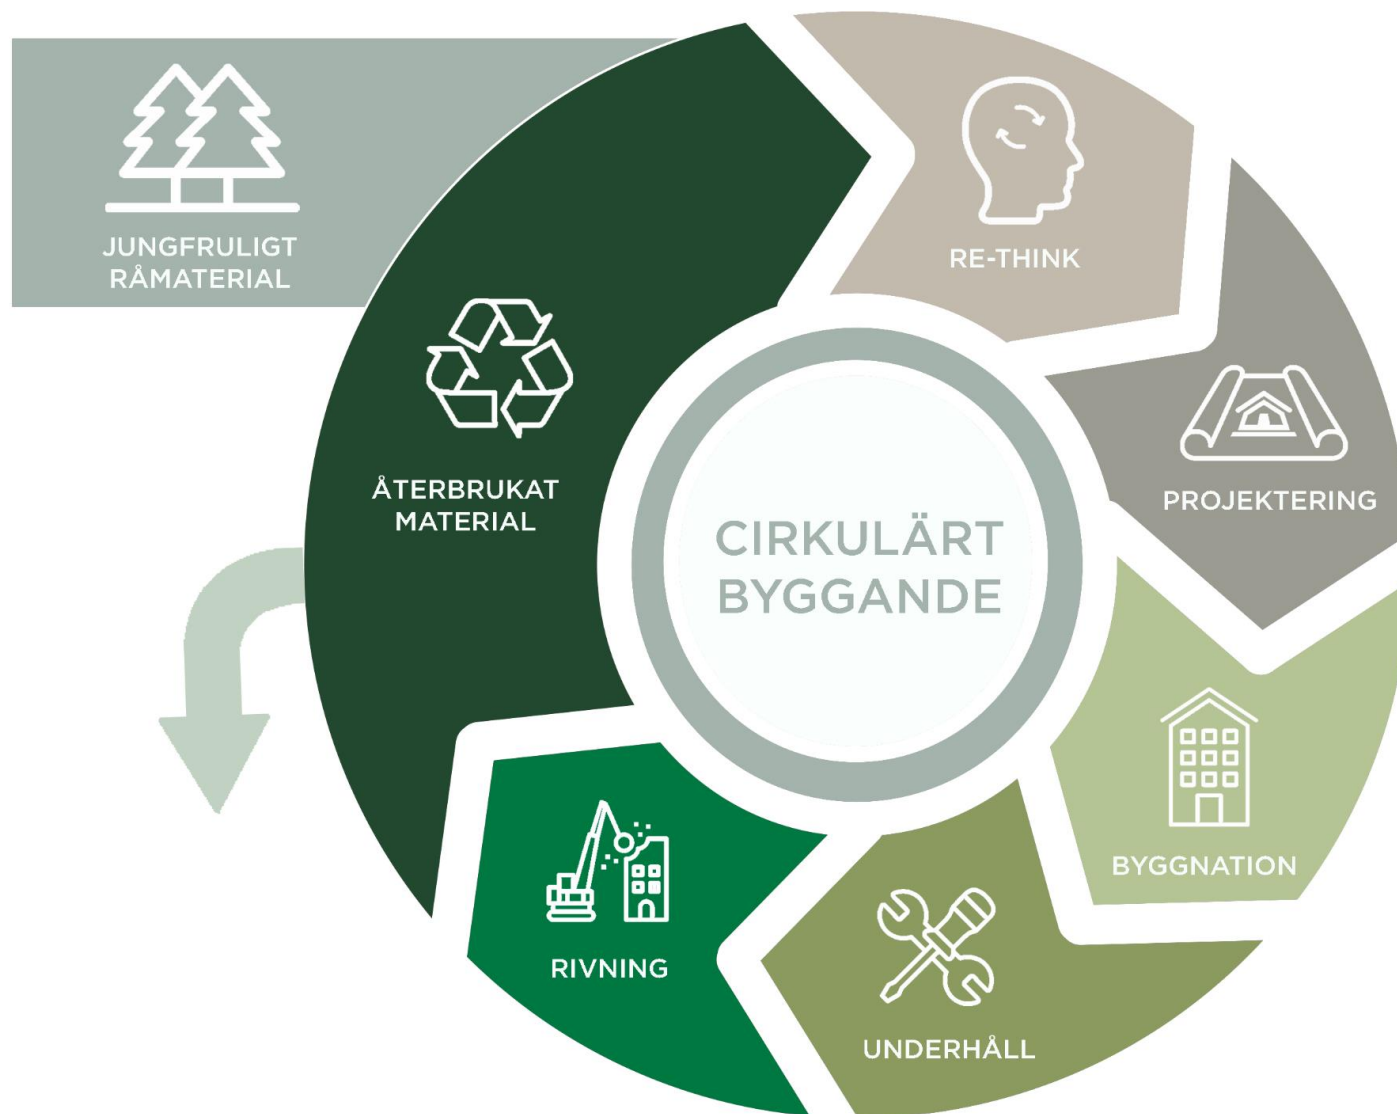 JUNGFRULIGT
RÅMATERIAL
RE-THINK
PROJEKTERING
BYGGNATION
UNDERHÅLL
RIVNING
ÅTERBRUKAT
MATERIAL
CIRKULÄRT
BYGGANDE